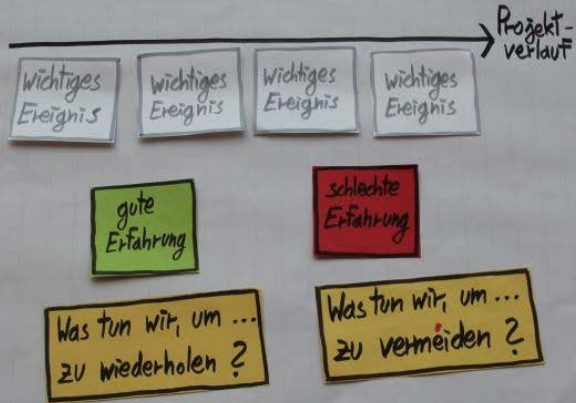 Projekt-
verlauf
wichtiges
Ereignis
wichtiges
Ereignis
wichtiges
Ereignis
wichtiges
Ereignis
gute
Erfahrung
schlechte
Erfahrung
Was tun wir, um ...
zu wiederholen ?
Was tun wir, um ...
zu vermeiden ?